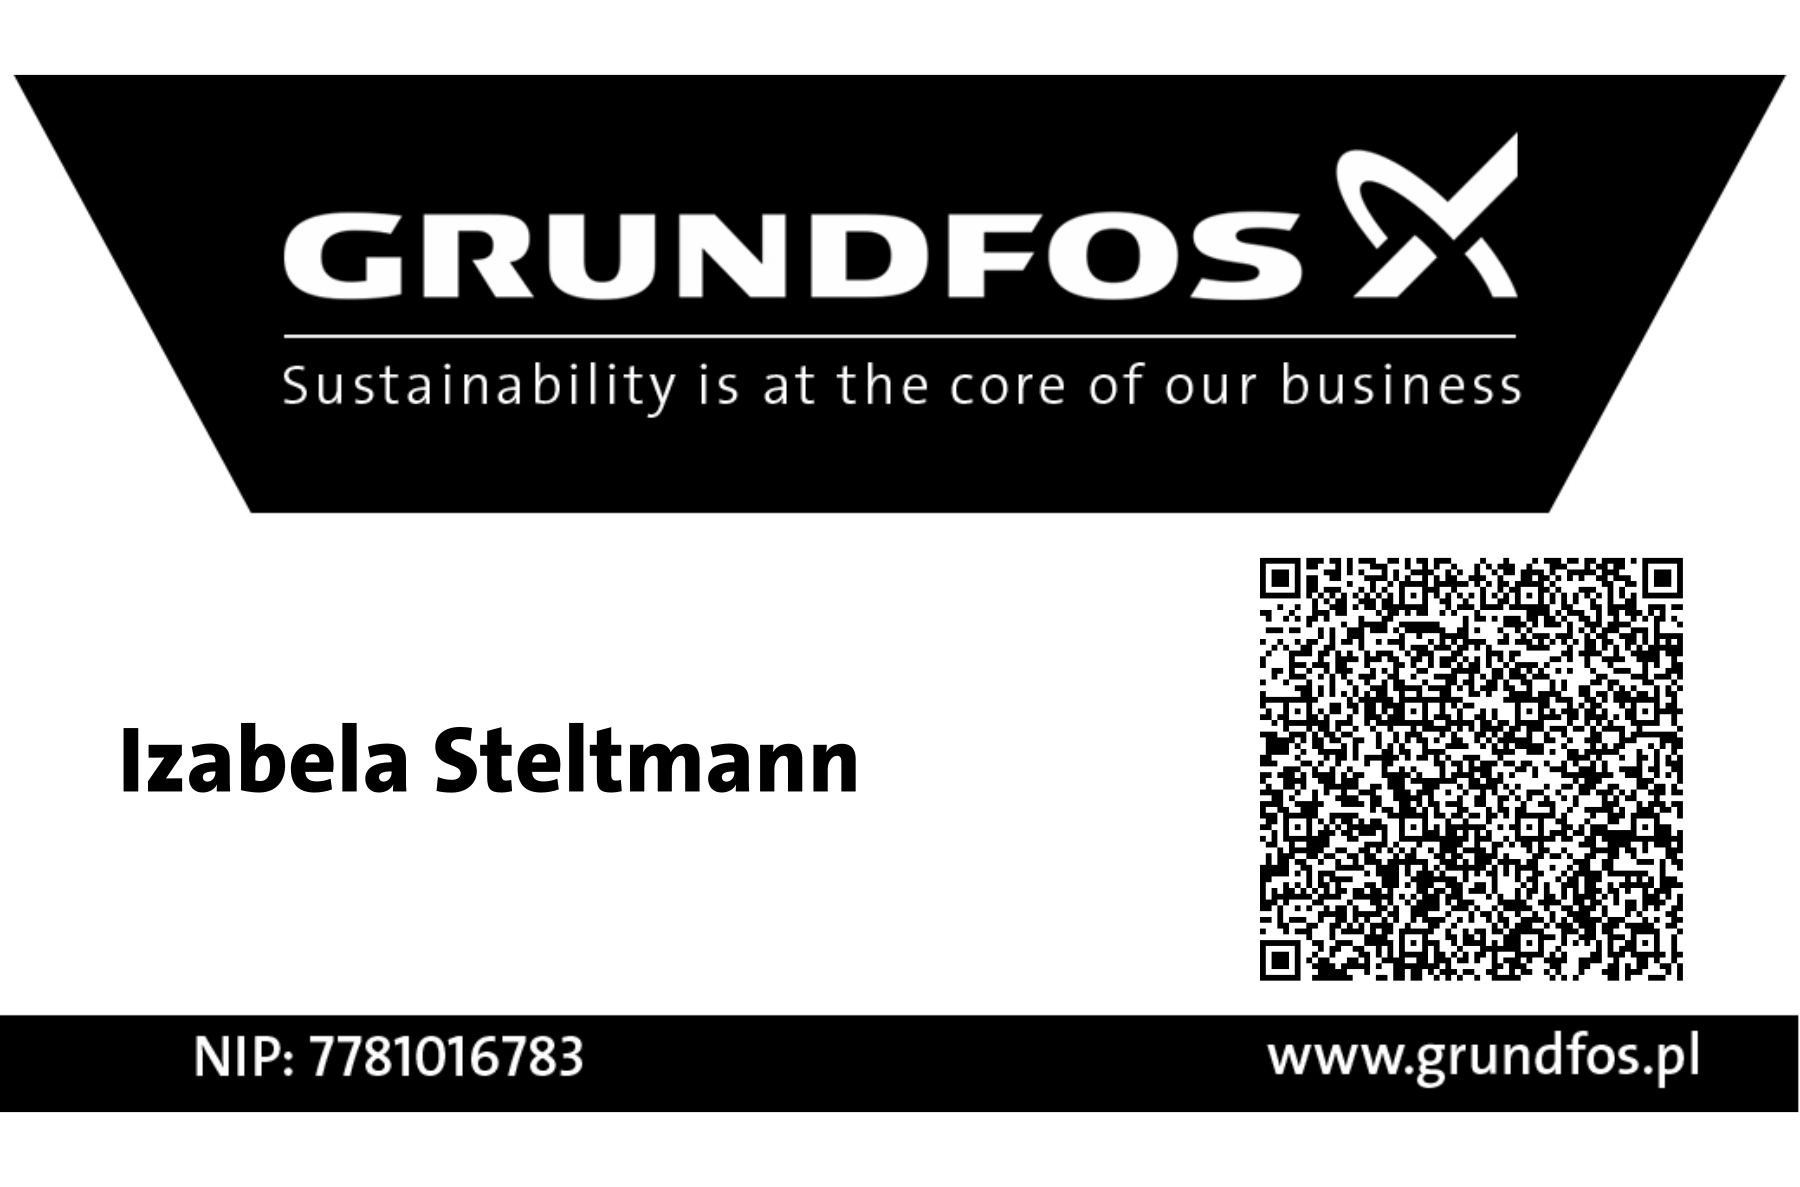 GRUNDFOS
Sustainability is at the core of our business
Izabela Steltmann
NIP: 7781016783
www.grundfos.pl